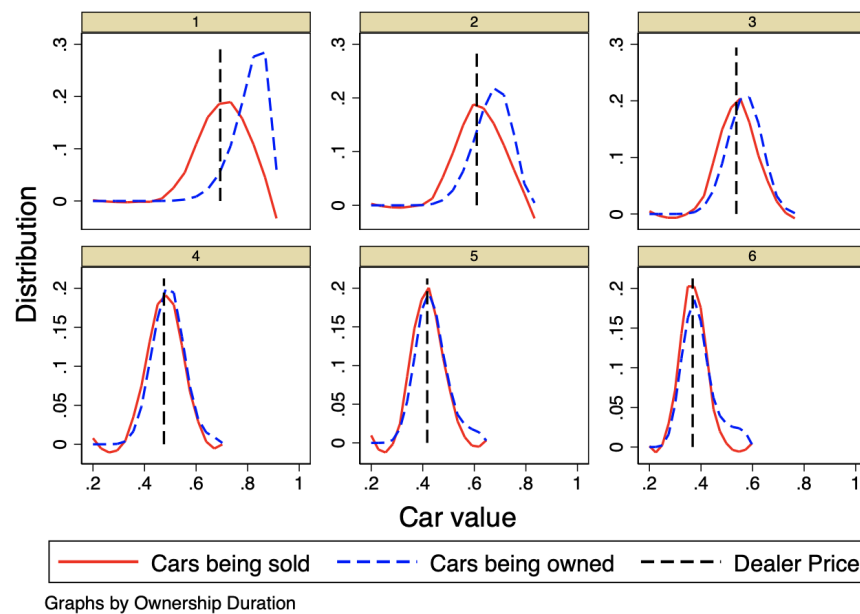 1 2 3
.3 .3 .3
.2 .2 .2
.1 .1 .1
0 0 0
Distribution
4 5 6
.2 .2 .2
.15 .15 .15
.1 .1 .1
.05 .05 .05
0 0 0
.2 .4 .6 .8 1 .2 .4 .6 .8 1 .2 .4 .6 .8 1
Car value
Cars being sold Cars being owned Dealer Price
Graphs by Ownership Duration